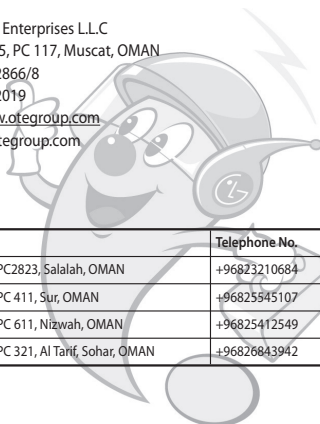 Enterprises L.L.C
5, PC 117, Muscat, OMAN
2866/8
2019
w.otegroup.com
tegroup.com
Telephone No.
PC2823, Salalah, OMAN +96823210684
PC 411, Sur, OMAN +96825545107
PC 611, Nizwah, OMAN +96825412549
PC 321, Al Tarif, Sohar, OMAN +96826843942